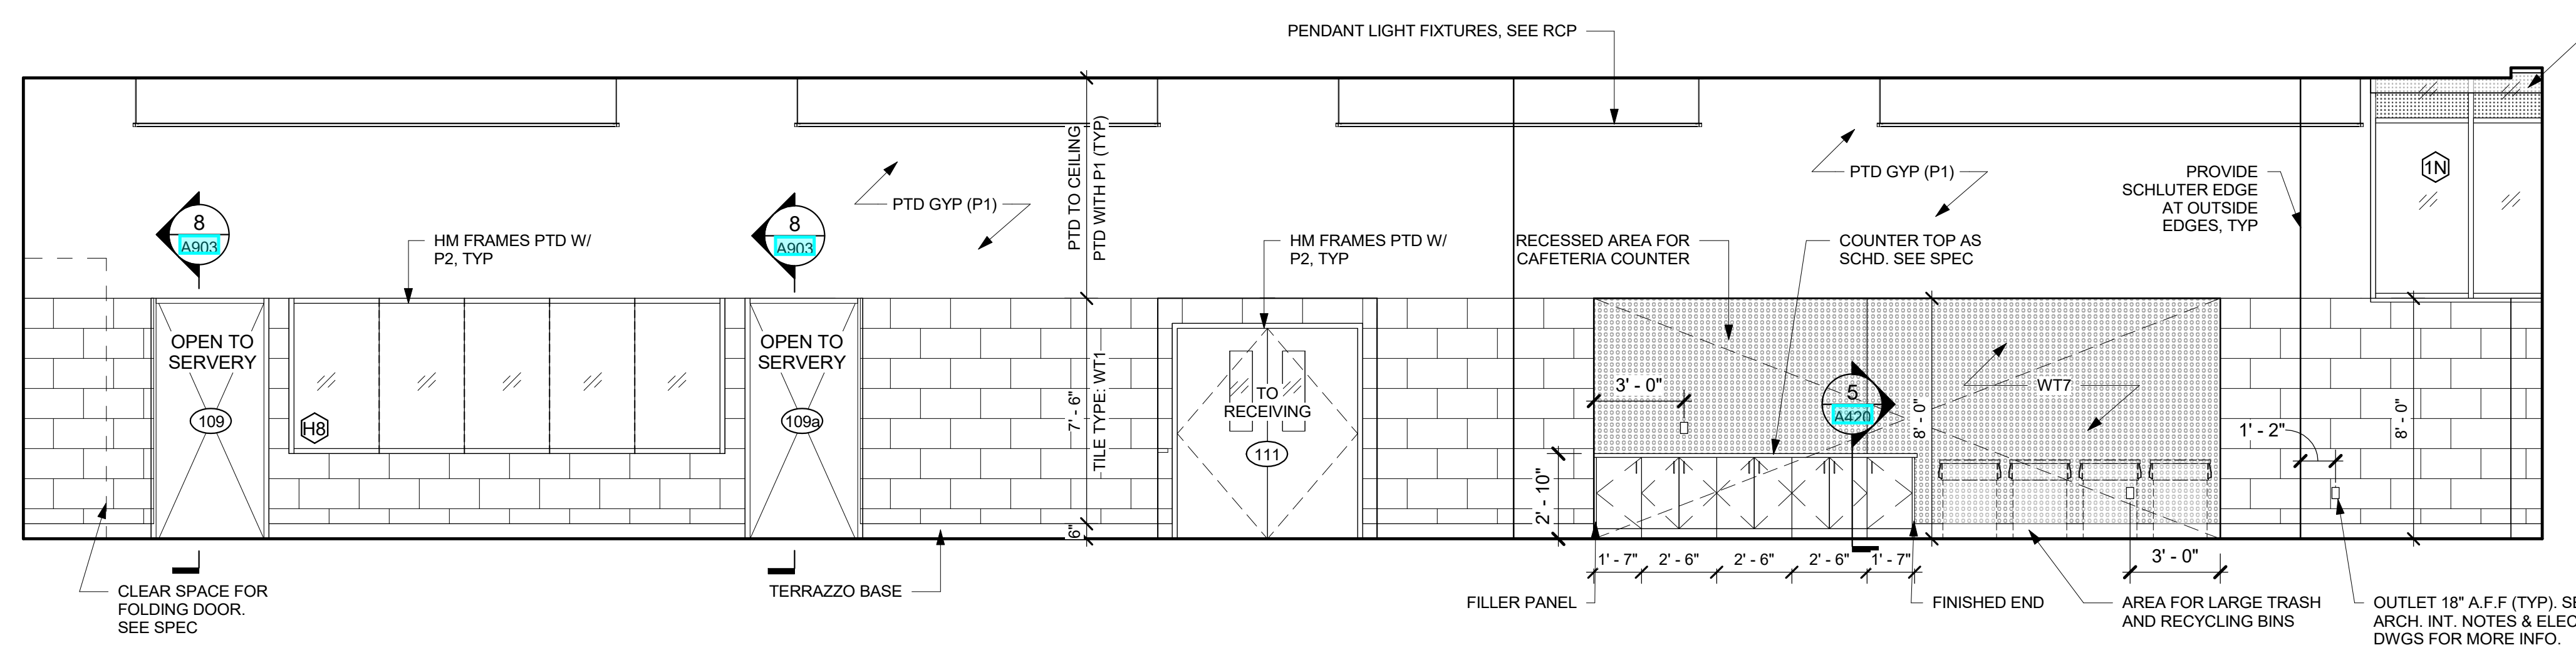 PENDANT LIGHT FIXTURES, SEE RCP
PTD TO CEILING
PTD WITH P1 (TYP)
8
A903
8
A903
PTD GYP (P1)
PTD GYP (P1)
PROVIDE
SCHLUTER EDGE
AT OUTSIDE
EDGES, TYP
1N
HM FRAMES PTD W/
P2, TYP
HM FRAMES PTD W/
P2, TYP
RECESSED AREA FOR
CAFETERIA COUNTER
COUNTER TOP AS
SCHD. SEE SPEC
OPEN TO
SERVERY
109
H8
OPEN TO
SERVERY
109a
7' - 6"
TILE TYPE: WT1
6"
TO
RECEIVING
111
3' - 0"
5
A420
8' - 0"
WT7
1' - 2"
8' - 0"
2' - 10"
1' - 7"
2' - 6"
2' - 6"
2' - 6"
1' - 7"
3' - 0"
CLEAR SPACE FOR
FOLDING DOOR.
SEE SPEC
TERRAZZO BASE
FILLER PANEL
FINISHED END
AREA FOR LARGE TRASH
AND RECYCLING BINS
OUTLET 18" A.F.F (TYP). SE
ARCH. INT. NOTES & ELEC
DWGS FOR MORE INFO.